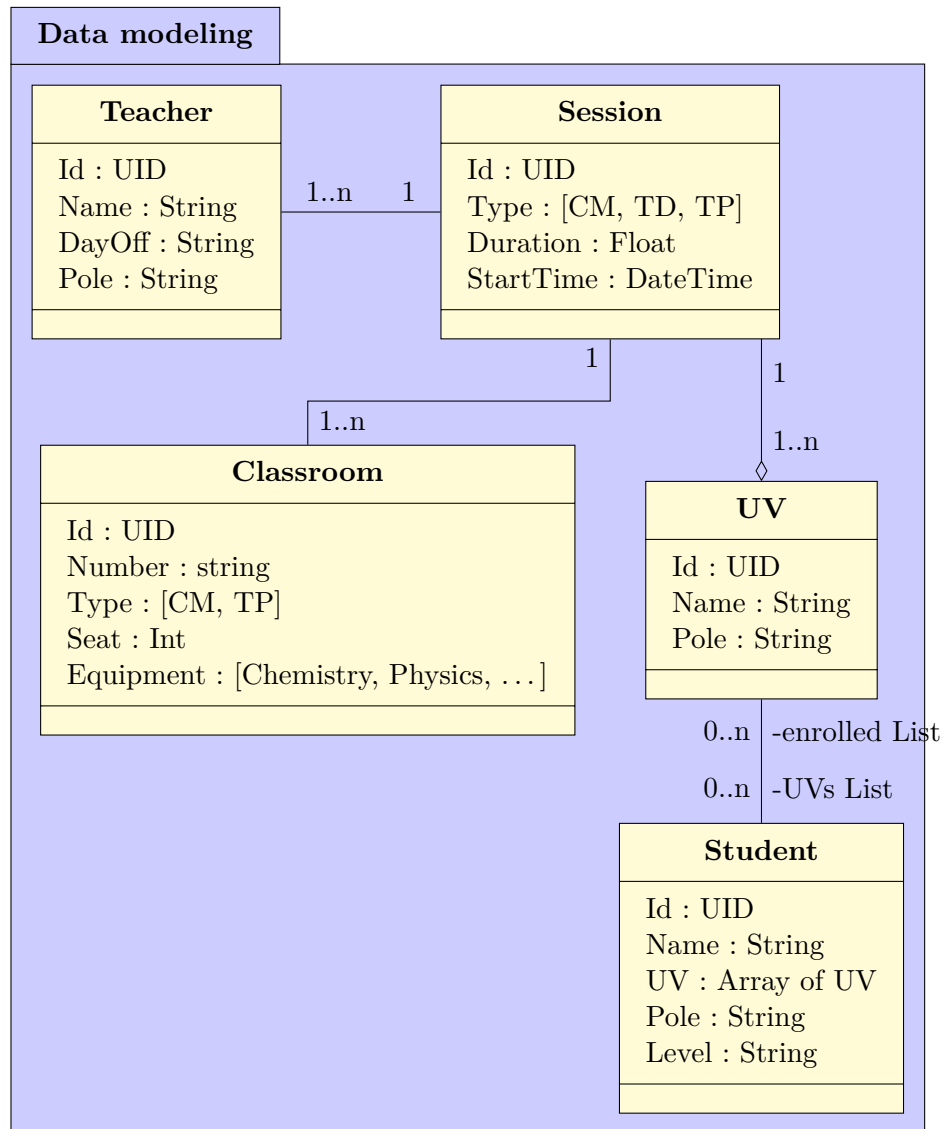 Data modeling
Teacher
Id : UID
Name : String
DayOff : String
Pole : String
1..n
1
Session
Id : UID
Type : [CM, TD, TP]
Duration : Float
StartTime : DateTime
1
1..n
1
1..n
Classroom
Id : UID
Number : string
Type : [CM, TP]
Seat : Int
Equipment : [Chemistry, Physics, ...]
UV
Id : UID
Name : String
Pole : String
0..n -enrolled List
0..n -UVs List
Student
Id : UID
Name : String
UV : Array of UV
Pole : String
Level : String